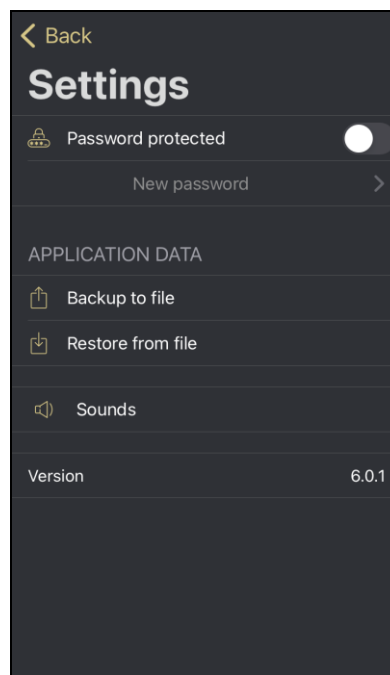 Back
Settings
Password protected
New password
APPLICATION DATA
Backup to file
Restore from file
Sounds
Version 6.0.1